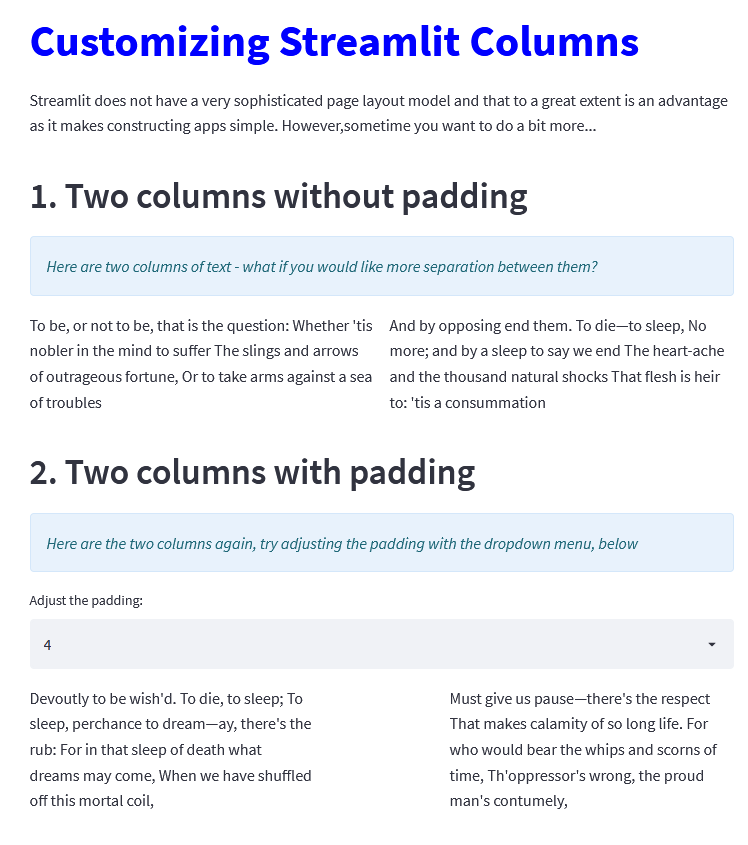 Customizing Streamlit Columns
Streamlit does not have a very sophisticated page layout model and that to a great extent is an advantage
as it makes constructing apps simple. However,sometime you want to do a bit more...
1. Two columns without padding
Here are two columns of text - what if you would like more separation between them?
To be, or not to be, that is the question: Whether 'tis
nobler in the mind to suffer The slings and arrows
of outrageous fortune, Or to take arms against a sea
of troubles
And by opposing end them. To die—to sleep, No
more; and by a sleep to say we end The heart-ache
and the thousand natural shocks That flesh is heir
to: 'tis a consummation
2. Two columns with padding
Here are the two columns again, try adjusting the padding with the dropdown menu, below
Adjust the padding:
4
Devoutly to be wish'd. To die, to sleep; To
sleep, perchance to dream—ay, there's the
rub: For in that sleep of death what
dreams may come, When we have shuffled
off this mortal coil,
Must give us pause—there's the respect
That makes calamity of so long life. For
who would bear the whips and scorns of
time, Th'oppressor's wrong, the proud
man's contumely,